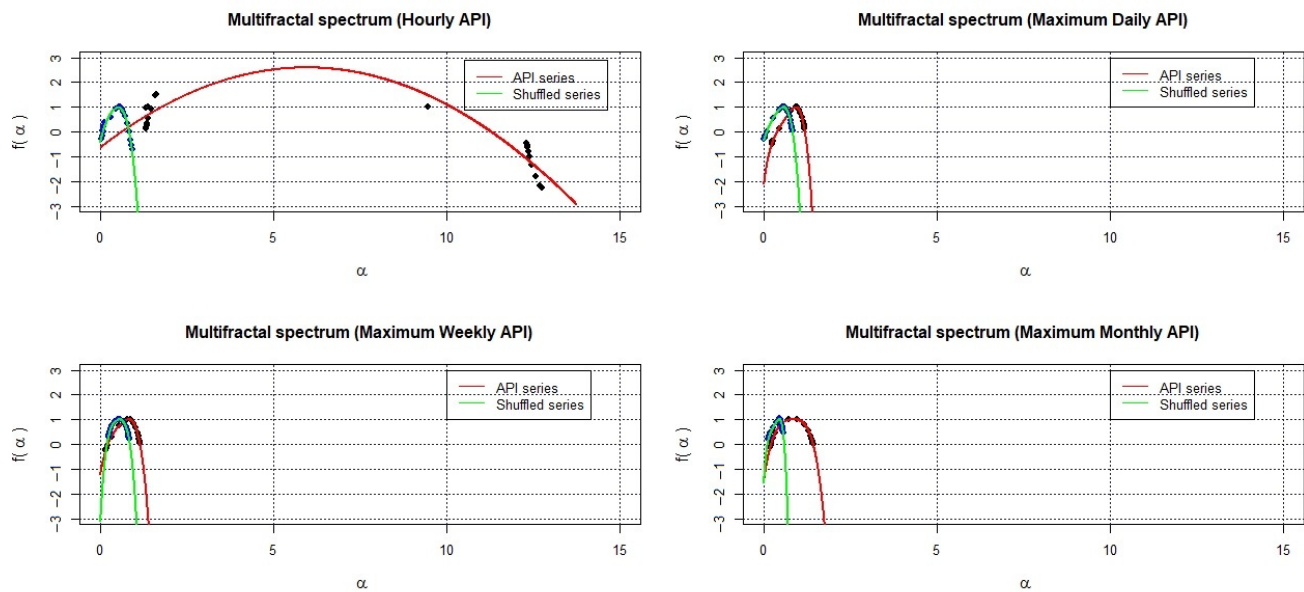 Multifractal spectrum (Hourly API)
f( α )
3
2
1
0
−1
−2
−3
API series
Shuffled series
0
5
10
15
α
Multifractal spectrum (Maximum Daily API)
f( α )
3
2
1
0
−1
−2
−3
API series
Shuffled series
0
5
10
15
α
Multifractal spectrum (Maximum Weekly API)
f( α )
3
2
1
0
−1
−2
−3
API series
Shuffled series
0
5
10
15
α
Multifractal spectrum (Maximum Monthly API)
f( α )
3
2
1
0
−1
−2
−3
API series
Shuffled series
0
5
10
15
α